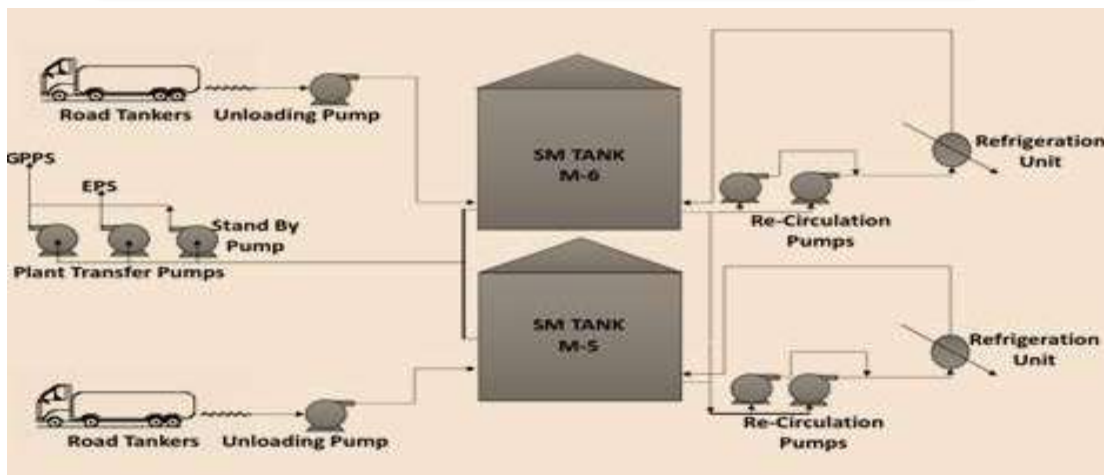 Road Tankers
Unloading Pump
GPPS
EPS
Stand By
Pump
Plant Transfer Pumps
SM TANK
M-6
Refrigeration
Unit
Re-Circulation
Pumps
SM TANK
M-5
Refrigeration
Unit
Re-Circulation
Pumps
Road Tankers
Unloading Pump